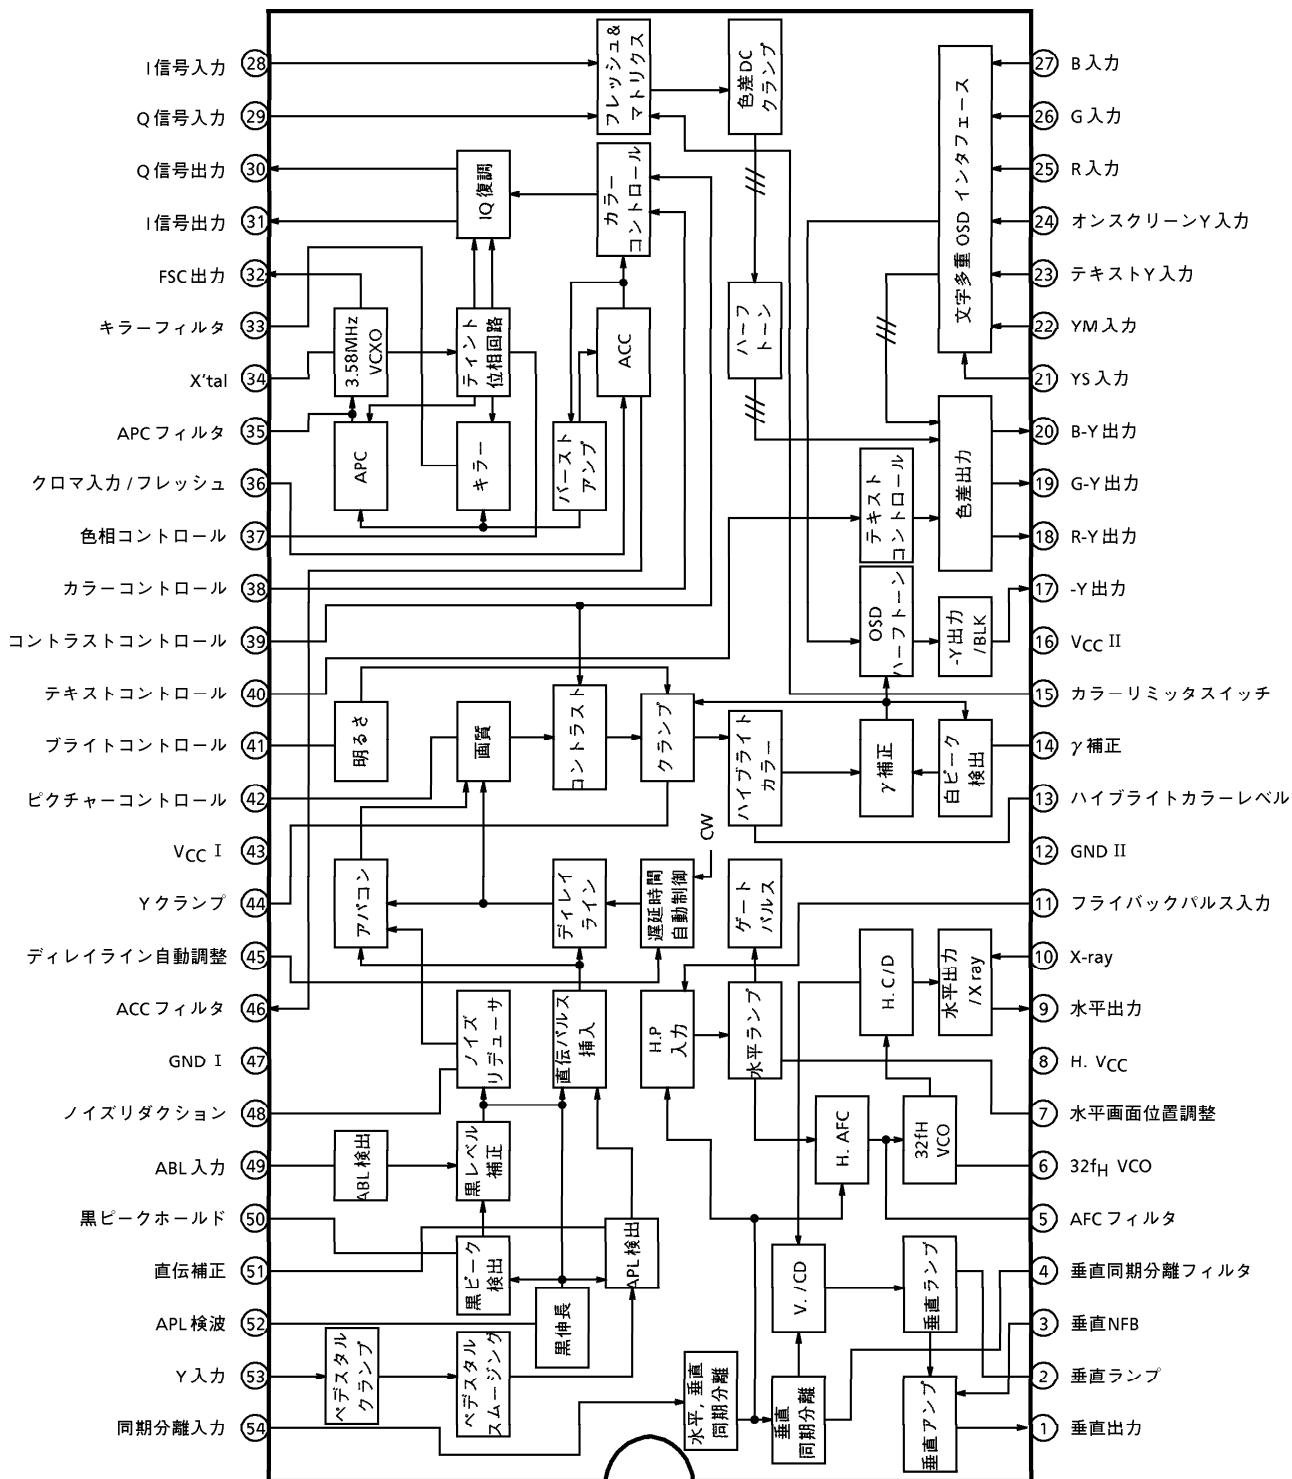 I信号入力 28
Q信号入力 29
Q信号出力 30
I信号出力 31
FSC出力 32
キラーフィルタ 33
X'tal 34
APCフィルタ 35
クロマ入力/フレッシュ 36
色相コントロール 37
カラーコントロール 38
コントラストコントロール 39
テキストコントロール 40
ブライトコントロール 41
ピクチャーコントロール 42
VCC I 43
Yクランプ 44
ディレイライン自動調整 45
ACCフィルタ 46
GND I 47
ノイズリダクション 48
ABL入力 49
黒ピークホールド 50
直伝補正 51
APL検波 52
Y入力 53
同期分離入力 54
フレッシュ&
マトリクス
色差DC
クランプ
文字多重OSDインタフェース
IQ復調
カラー
コントロール
3.58MHz
VCXO
ティント
位相回路
ACC
ハーフ
トーン
APC
キラー
バースト
アンプ
テキスト
コントロール
色差出力
OSD
ハーフトーン
-Y出力
/BLK
明るさ
画質
コントラスト
クランプ
ハイブライト
カラー
γ補正
白ピーク
検出
CW
アパコン
ディレイ
ライン
遅延時間
自動制御
ゲート
パルス
ノイズ
リデューサ
直伝パルス
挿入
H.P
入力
水平ランプ
H. C/D
水平出力
/X ray
ABL検出
黒レベル
補正
H. AFC
32fH
VCO
黒ピーク
検出
APL検出
黒伸長
V. /CD
垂直ランプ
ペデスタル
クランプ
ペデスタル
スムージング
水平, 垂直
同期分離
垂直
同期分離
垂直アンプ
27 B入力
26 G入力
25 R入力
24 オンスクリーンY入力
23 テキストY入力
22 YM入力
21 YS入力
20 B-Y出力
19 G-Y出力
18 R-Y出力
17 -Y出力
16 VCC II
15 カラーリミッタスイッチ
14 γ補正
13 ハイブライトカラーレベル
12 GND II
11 フライバックパルス入力
10 X-ray
9 水平出力
8 H. VCC
7 水平画面位置調整
6 32fH VCO
5 AFCフィルタ
4 垂直同期分離フィルタ
3 垂直NFB
2 垂直ランプ
1 垂直出力